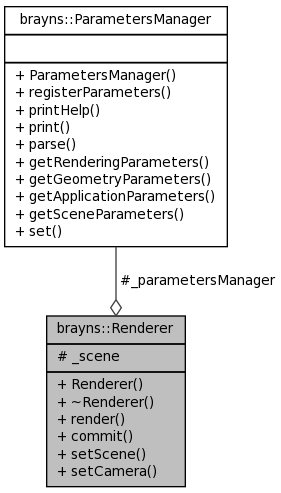 brayns::ParametersManager
+ ParametersManager()
+ registerParameters()
+ printHelp()
+ print()
+ parse()
+ getRenderingParameters()
+ getGeometryParameters()
+ getApplicationParameters()
+ getSceneParameters()
+ set()
#_parametersManager
brayns::Renderer
# _scene
+ Renderer()
+ ~Renderer()
+ render()
+ commit()
+ setScene()
+ setCamera()